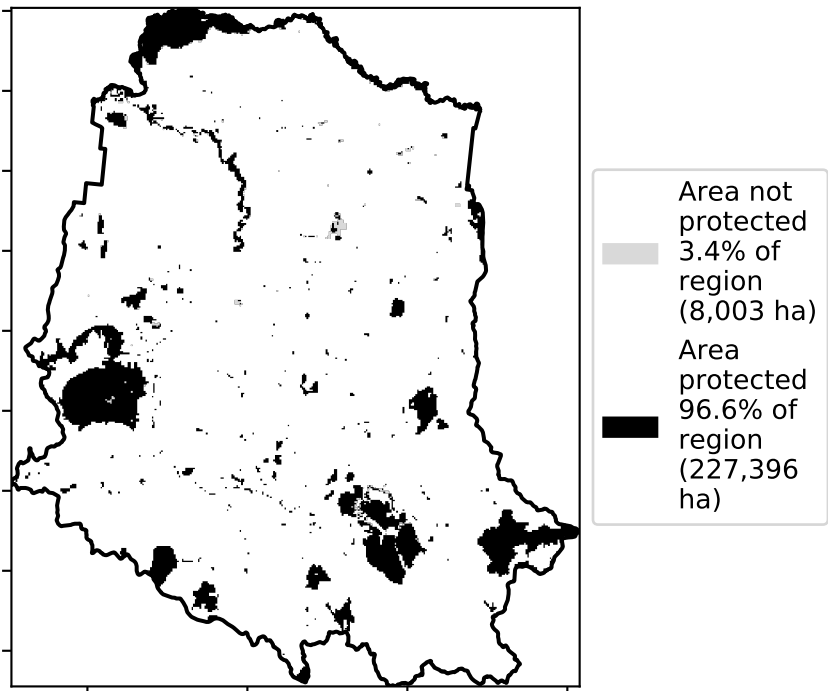 Area not
protected
3.4% of
region
(8,003 ha)
Area
protected
96.6% of
region
(227,396
ha)